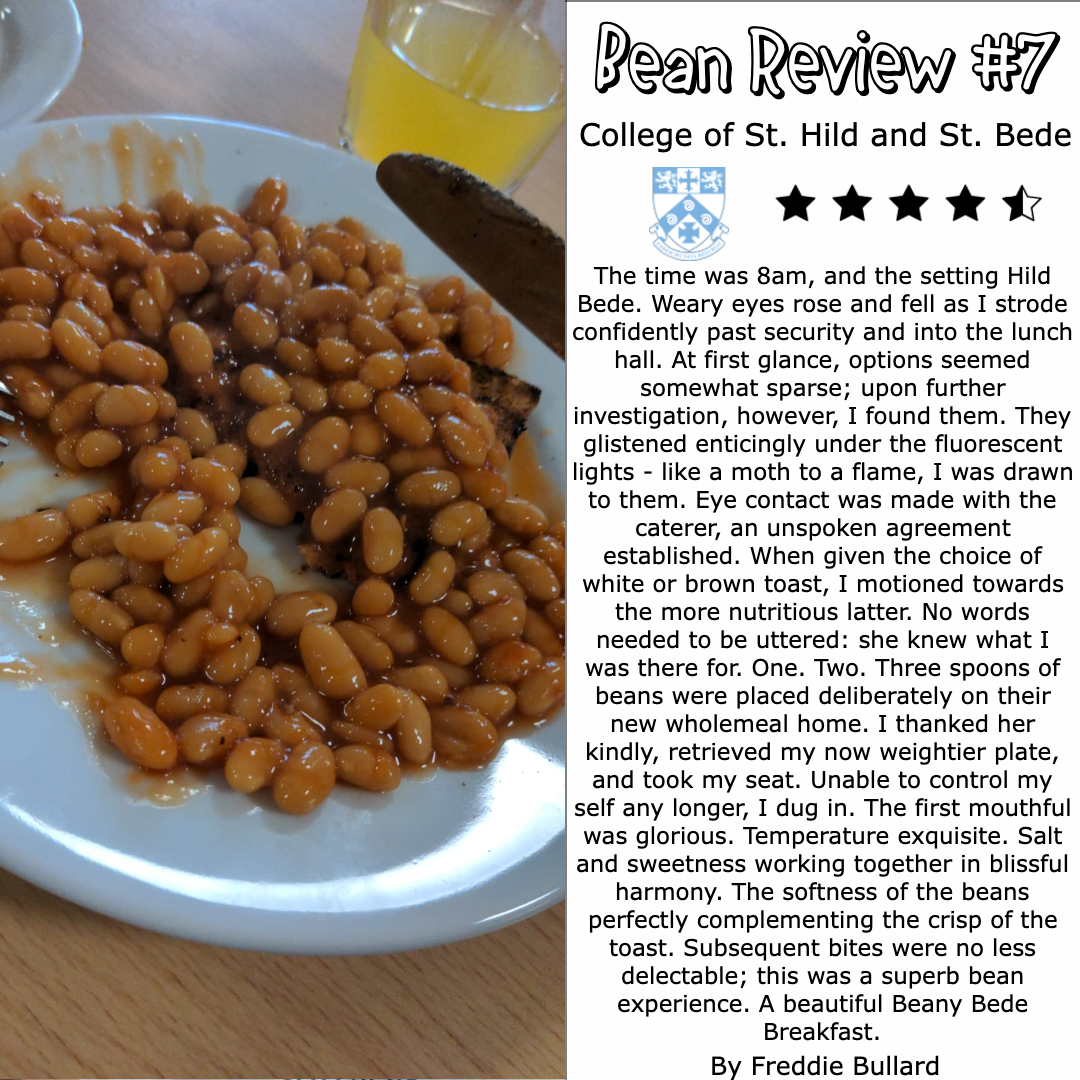 Bean Review #7
College of St. Hild and St. Bede
The time was 8am, and the setting Hild
Bede. Weary eyes rose and fell as I strode
confidently past security and into the lunch
hall. At first glance, options seemed
somewhat sparse; upon further
investigation, however, I found them. They
glistened enticingly under the fluorescent
lights - like a moth to a flame, I was drawn
to them. Eye contact was made with the
caterer, an unspoken agreement
established. When given the choice of
white or brown toast, I motioned towards
the more nutritious latter. No words
needed to be uttered: she knew what I
was there for. One. Two. Three spoons of
beans were placed deliberately on their
new wholemeal home. I thanked her
kindly, retrieved my now weightier plate,
and took my seat. Unable to control my
self any longer, I dug in. The first mouthful
was glorious. Temperature exquisite. Salt
and sweetness working together in blissful
harmony. The softness of the beans
perfectly complementing the crisp of the
toast. Subsequent bites were no less
delectable; this was a superb bean
experience. A beautiful Beany Bede
Breakfast.
By Freddie Bullard